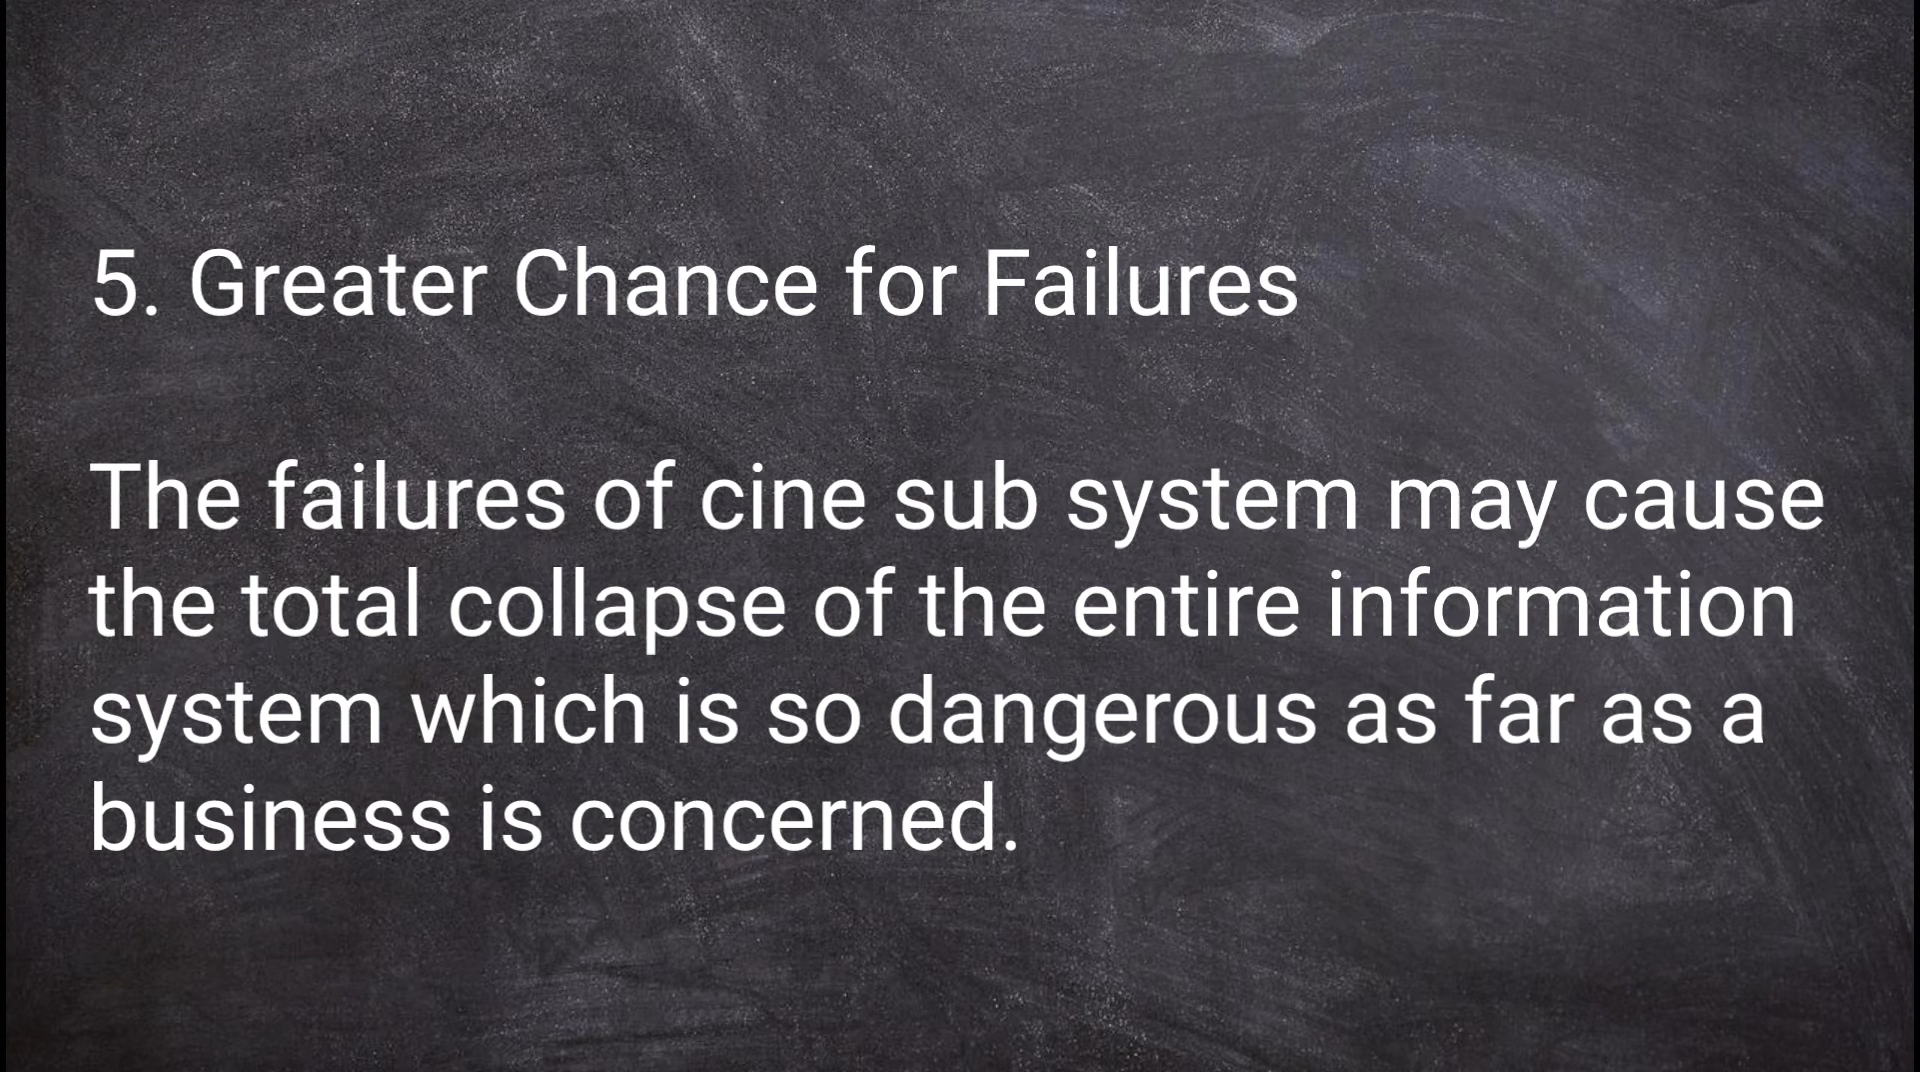 5. Greater Chance for Failures
The failures of cine sub system may cause
the total collapse of the entire information
system which is so dangerous as far as a
business is concerned.